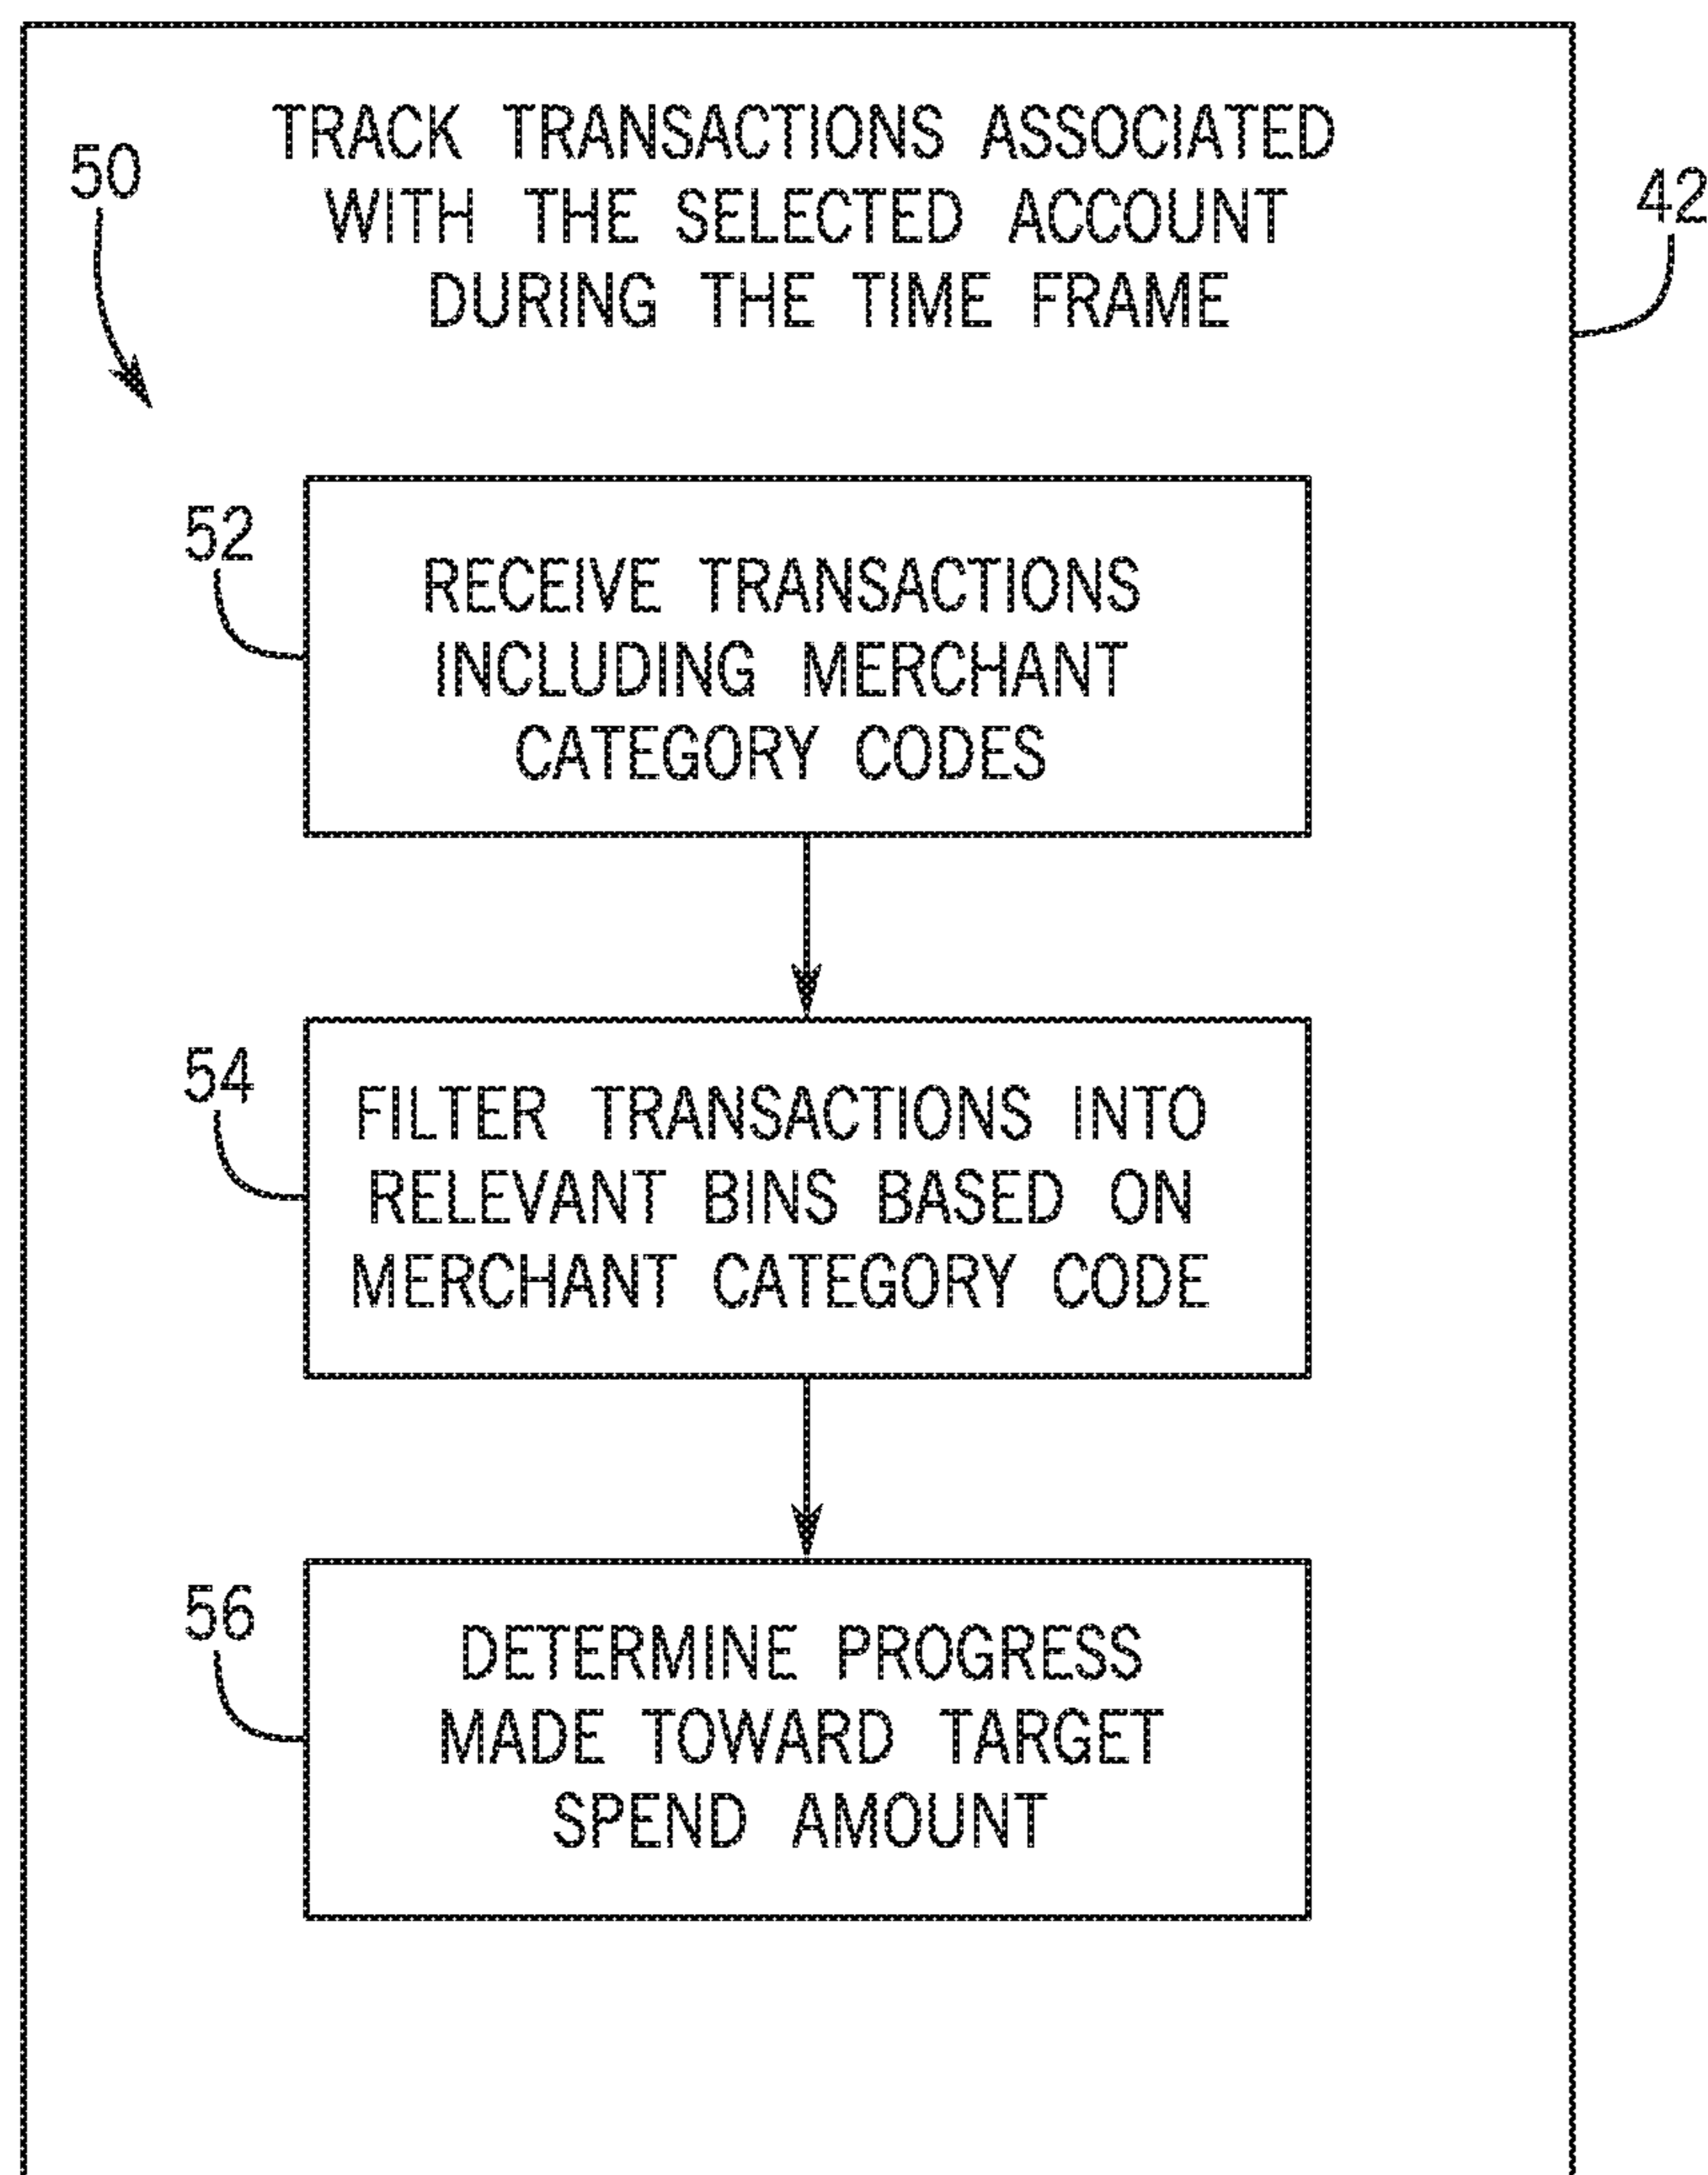 TRACK TRANSACTIONS ASSOCIATED
WITH THE SELECTED ACCOUNT
DURING THE TIME FRAME
50
42
52
RECEIVE TRANSACTIONS
INCLUDING MERCHANT
CATEGORY CODES
54
FILTER TRANSACTIONS INTO
RELEVANT BINS BASED ON
MERCHANT CATEGORY CODE
56
DETERMINE PROGRESS
MADE TOWARD TARGET
SPEND AMOUNT